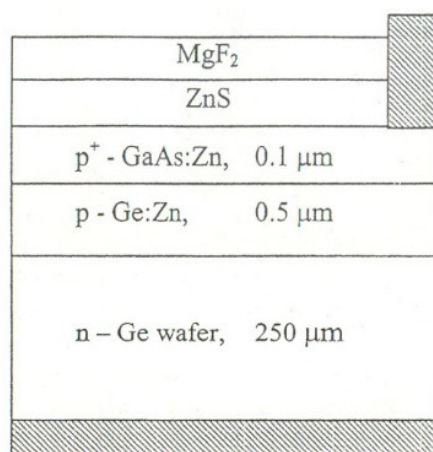 MgF₂
ZnS
p⁺ - GaAs:Zn, 0.1 µm
p - Ge:Zn, 0.5 µm
n – Ge wafer, 250 µm